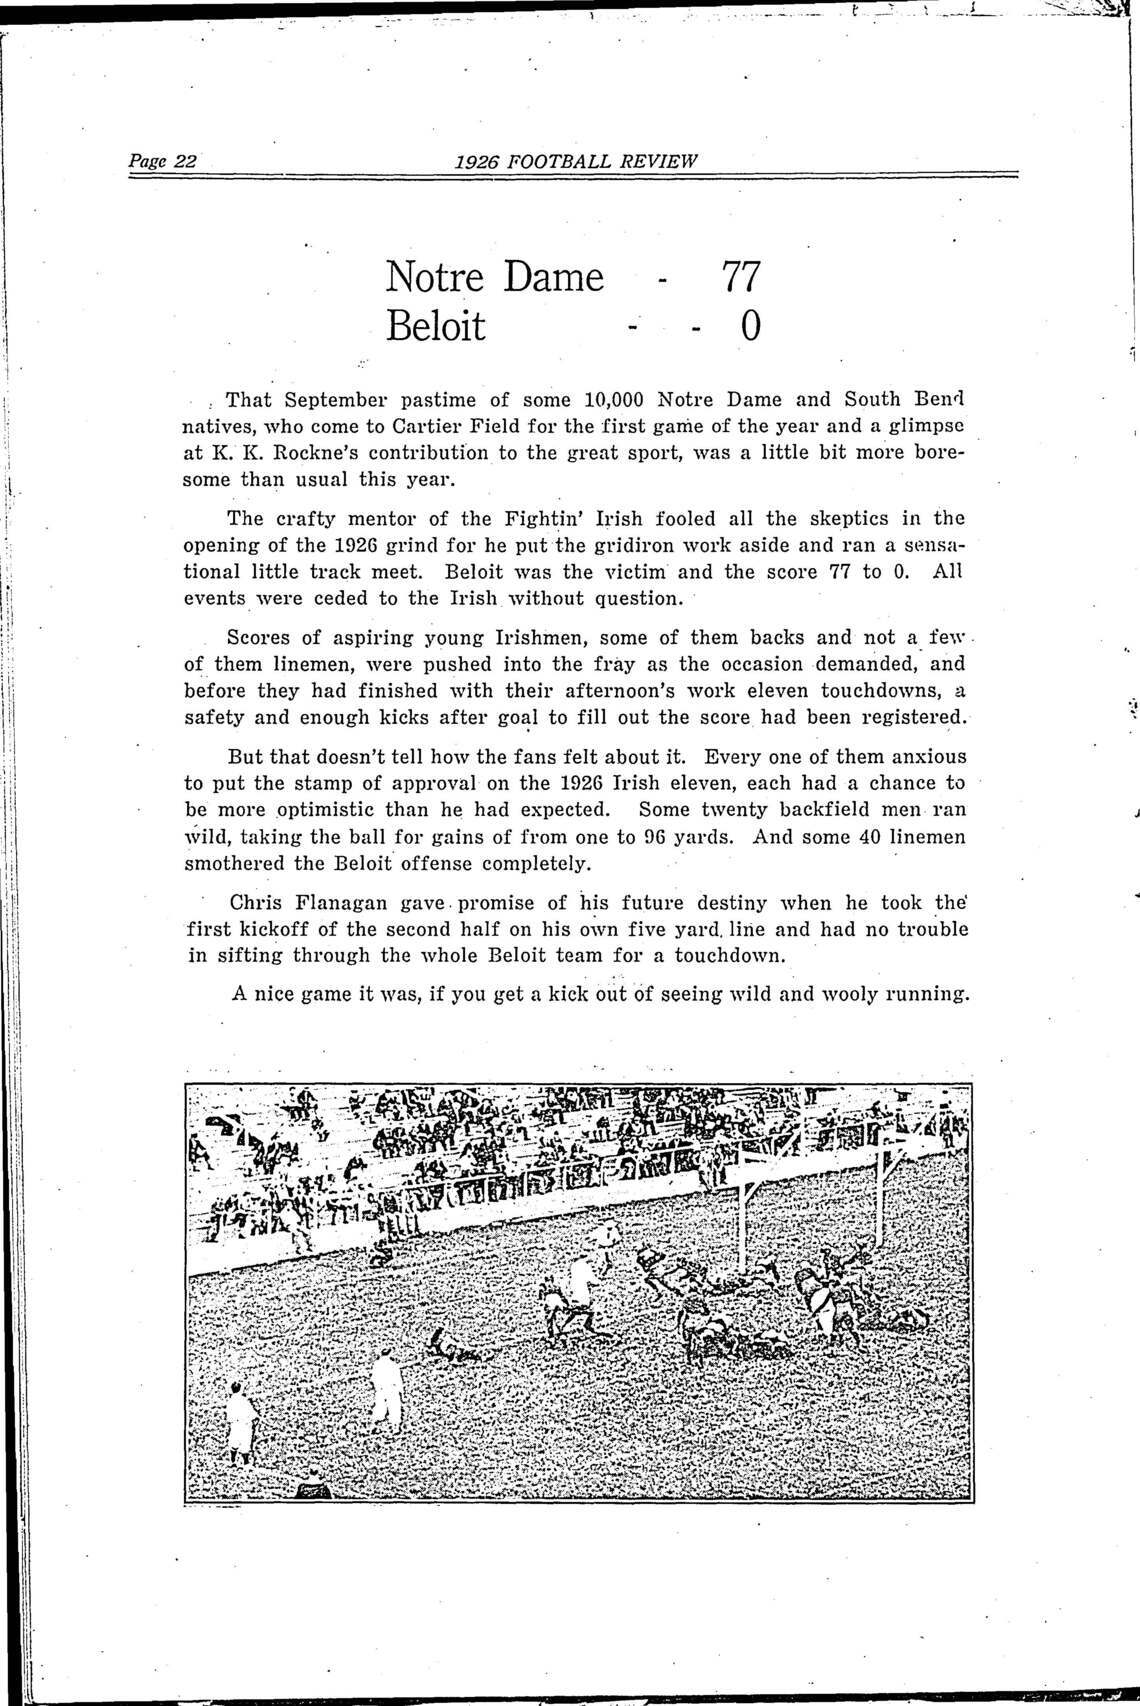 Page 22
1926 FOOTBALL REVIEW
Notre Dame - 77
Beloit - - 0
That September pastime of some 10,000 Notre Dame and South Bend
natives, who come to Cartier Field for the first game of the year and a glimpse
at K. K. Rockne's contribution to the great sport, was a little bit more bore-
some than usual this year.
The crafty mentor of the Fightin' Irish fooled all the skeptics in the
opening of the 1926 grind for he put the gridiron work aside and ran a sensa-
tional little track meet. Beloit was the victim and the score 77 to 0. All
events were ceded to the Irish without question.
Scores of aspiring young Irishmen, some of them backs and not a few
of them linemen, were pushed into the fray as the occasion demanded, and
before they had finished with their afternoon's work eleven touchdowns, a
safety and enough kicks after goal to fill out the score had been registered.
But that doesn't tell how the fans felt about it. Every one of them anxious
to put the stamp of approval on the 1926 Irish eleven, each had a chance to
be more optimistic than he had expected. Some twenty backfield men ran
wild, taking the ball for gains of from one to 96 yards. And some 40 linemen
smothered the Beloit offense completely.
Chris Flanagan gave promise of his future destiny when he took the
first kickoff of the second half on his own five yard line and had no trouble
in sifting through the whole Beloit team for a touchdown.
A nice game it was, if you get a kick out of seeing wild and wooly running.